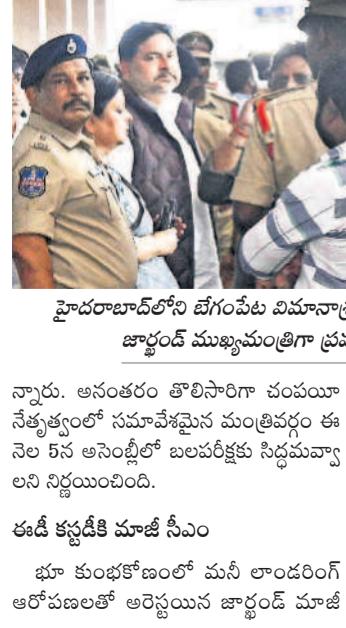 హైదరాబాద్‌లోని బేగంపేట విమానాశ్ర
జార్ఖండ్ ముఖ్యమంత్రిగా ప్రమ
న్నారు. అనంతరం తొలిసారిగా చంపయీ
నేతృత్వంలో సమావేశమైన మంత్రివర్గం ఈ
నెల 5న అసెంబ్లీలో బలపరీక్షకు సిద్ధమవ్వా
లని నిర్ణయించింది.
ఈడీ కస్టడీకి మాజీ సీఎం
భూ కుంభకోణంలో మనీ లాండరింగ్
ఆరోపణలతో అరెస్టయిన జార్ఖండ్ మాజీ